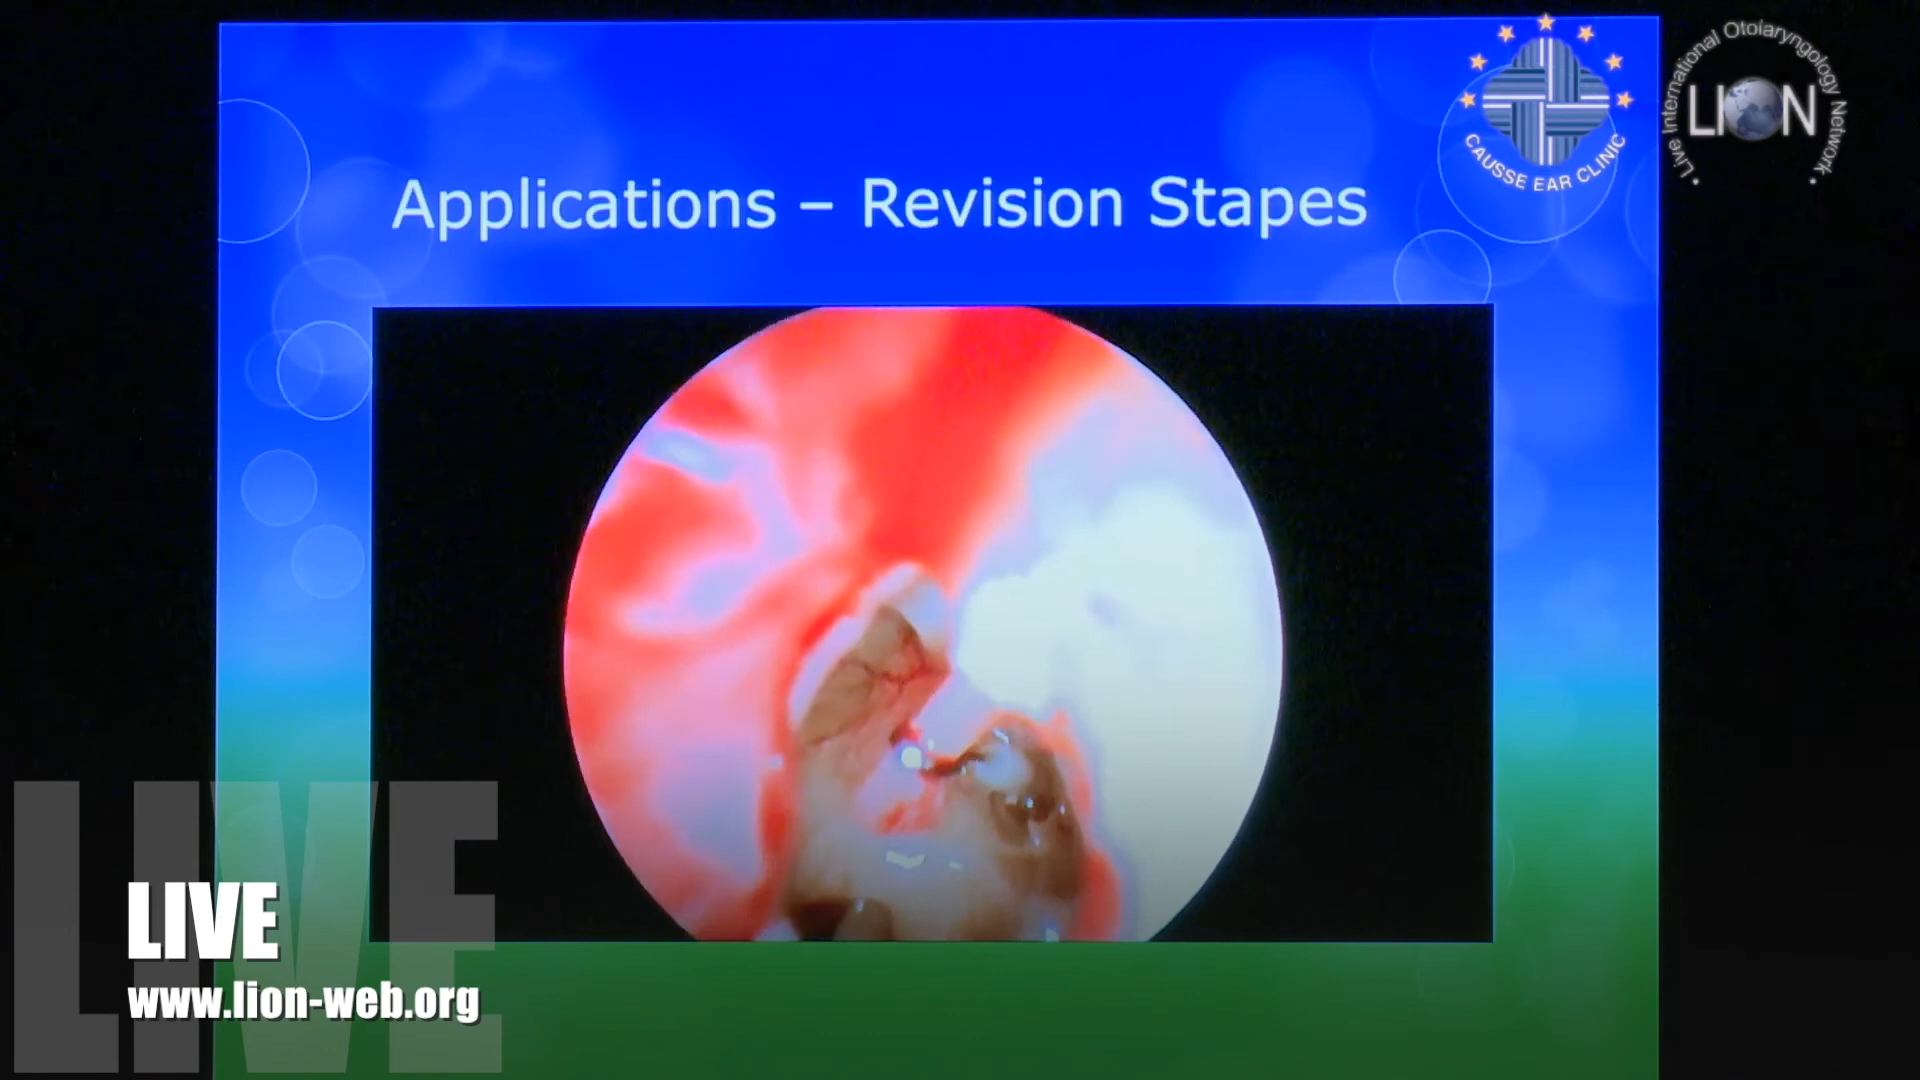 Applications – Revision Stapes
CAUSSE EAR CLINIC
• Live International Otolaryngology Network •
LION
LIVE
LIVE
www.lion-web.org